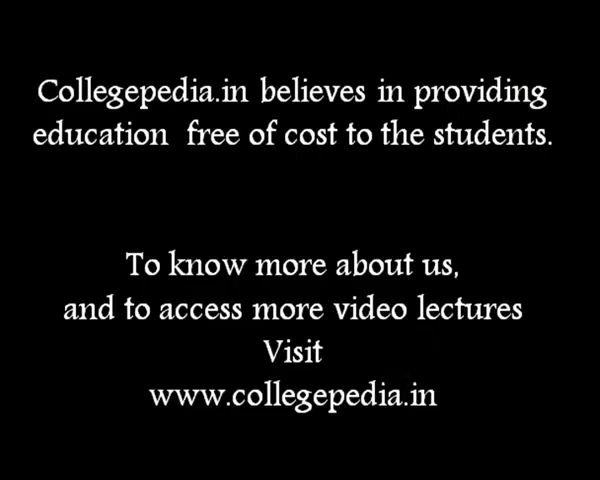 Collegepedia.in believes in providing
education free of cost to the students.
To know more about us,
and to access more video lectures
Visit
www.collegepedia.in